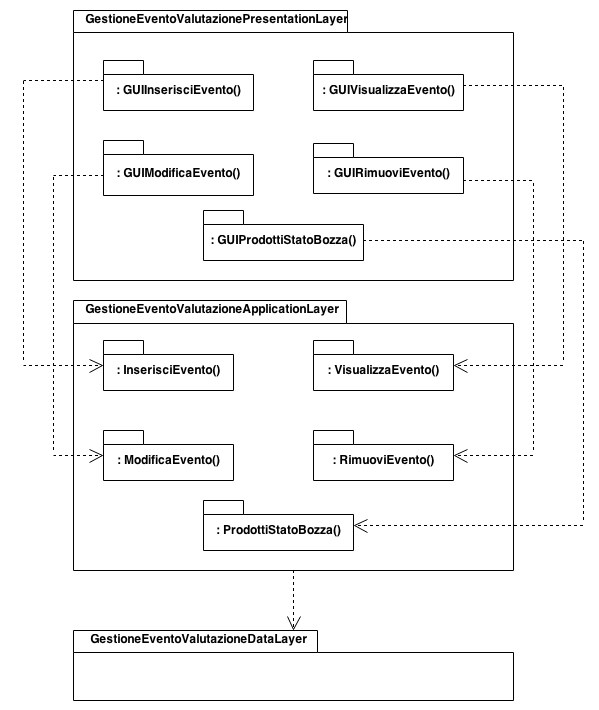 GestioneEventoValutazionePresentationLayer
: GUIInserisciEvento()
: GUIVisualizzaEvento()
: GUIModificaEvento()
: GUIRimuoviEvento()
: GUIProdottiStatoBozza()
GestioneEventoValutazioneApplicationLayer
: InserisciEvento()
: VisualizzaEvento()
: ModificaEvento()
: RimuoviEvento()
: ProdottiStatoBozza()
GestioneEventoValutazioneDataLayer